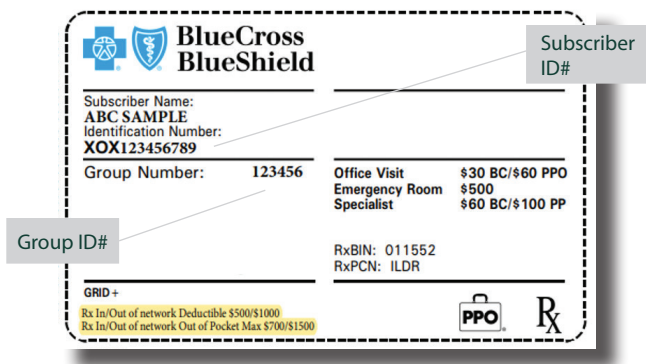 BlueCross
BlueShield
Subscriber
ID#
Subscriber Name:
ABC SAMPLE
Identification Number:
XOX123456789
Group Number: 123456
Office Visit $30 BC/$60 PPO
Emergency Room $500
Specialist $60 BC/$100 PP
Group ID#
RxBIN: 011552
RxPCN: ILDR
GRID+
Rx In/Out of network Deductible $500/$1000
Rx In/Out of network Out of Pocket Max $700/$1500
PPO
Rx